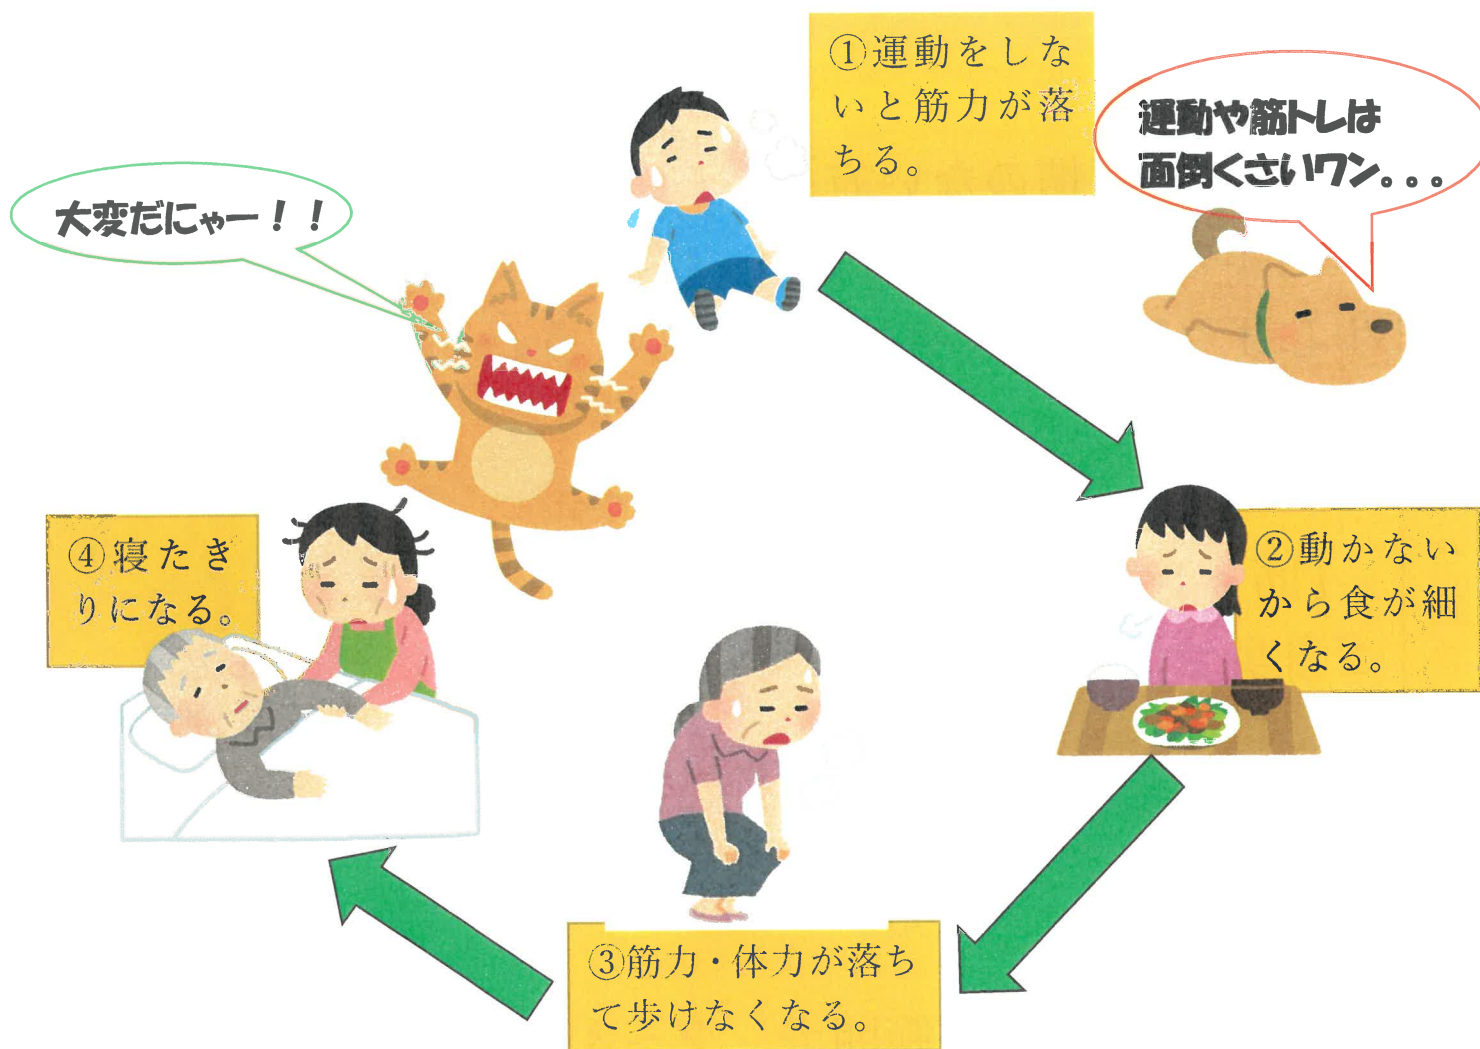 ①運動をしな
いと筋力が落
ちる。
運動や筋トレは
面倒くさいワン。。。
大変だにゃー！！
②動かない
から食が細
くなる。
③筋力・体力が落ち
て歩けなくなる。
④寝たき
りになる。